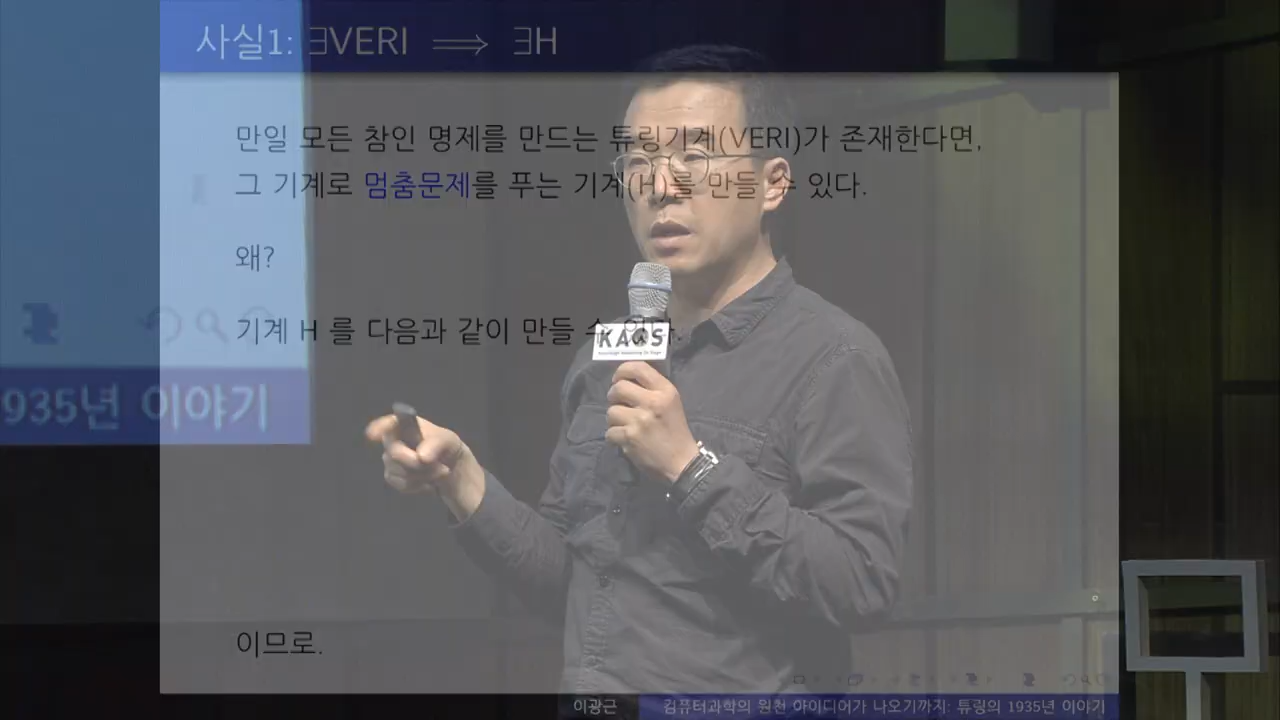 사실1: ∃VERI ⟹ ∃H
만일 모든 참인 명제를 만드는 튜링기계(VERI)가 존재한다면,
그 기계로 멈춤문제를 푸는 기계(H)를 만들 수 있다.
왜?
기계 H 를 다음과 같이 만들 수 있다.
KAOS
935년 이야기
이므로.
이광근 컴퓨터과학의 원천 아이디어가 나오기까지: 튜링의 1935년 이야기